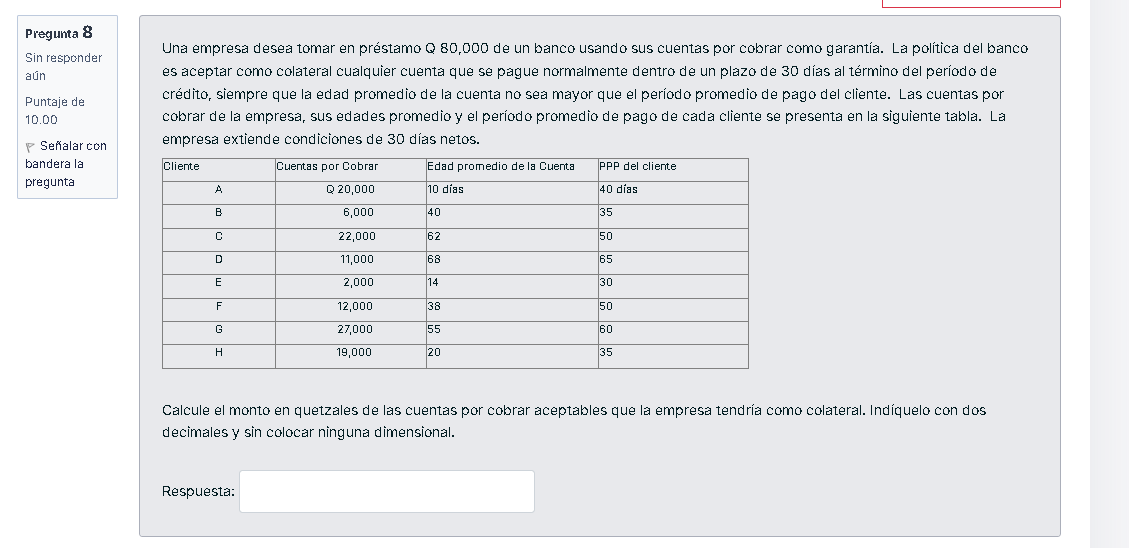 Pregunta 8
Sin responder
aún
Puntaje de
10.00
Señalar con
bandera la
pregunta
Una empresa desea tomar en préstamo Q 80,000 de un banco usando sus cuentas por cobrar como garantía. La política del banco
es aceptar como colateral cualquier cuenta que se pague normalmente dentro de un plazo de 30 días al término del período de
crédito, siempre que la edad promedio de la cuenta no sea mayor que el período promedio de pago del cliente. Las cuentas por
cobrar de la empresa, sus edades promedio y el período promedio de pago de cada cliente se presenta en la siguiente tabla. La
empresa extiende condiciones de 30 días netos.
Cliente Cuentas por Cobrar Edad promedio de la Cuenta PPP del cliente
A Q 20,000 10 días 40 días
B 6,000 40 35
C 22,000 62 50
D 11,000 68 65
E 2,000 14 30
F 12,000 38 50
G 27,000 55 60
H 19,000 20 35
Calcule el monto en quetzales de las cuentas por cobrar aceptables que la empresa tendría como colateral. Indíquelo con dos
decimales y sin colocar ninguna dimensional.
Respuesta: